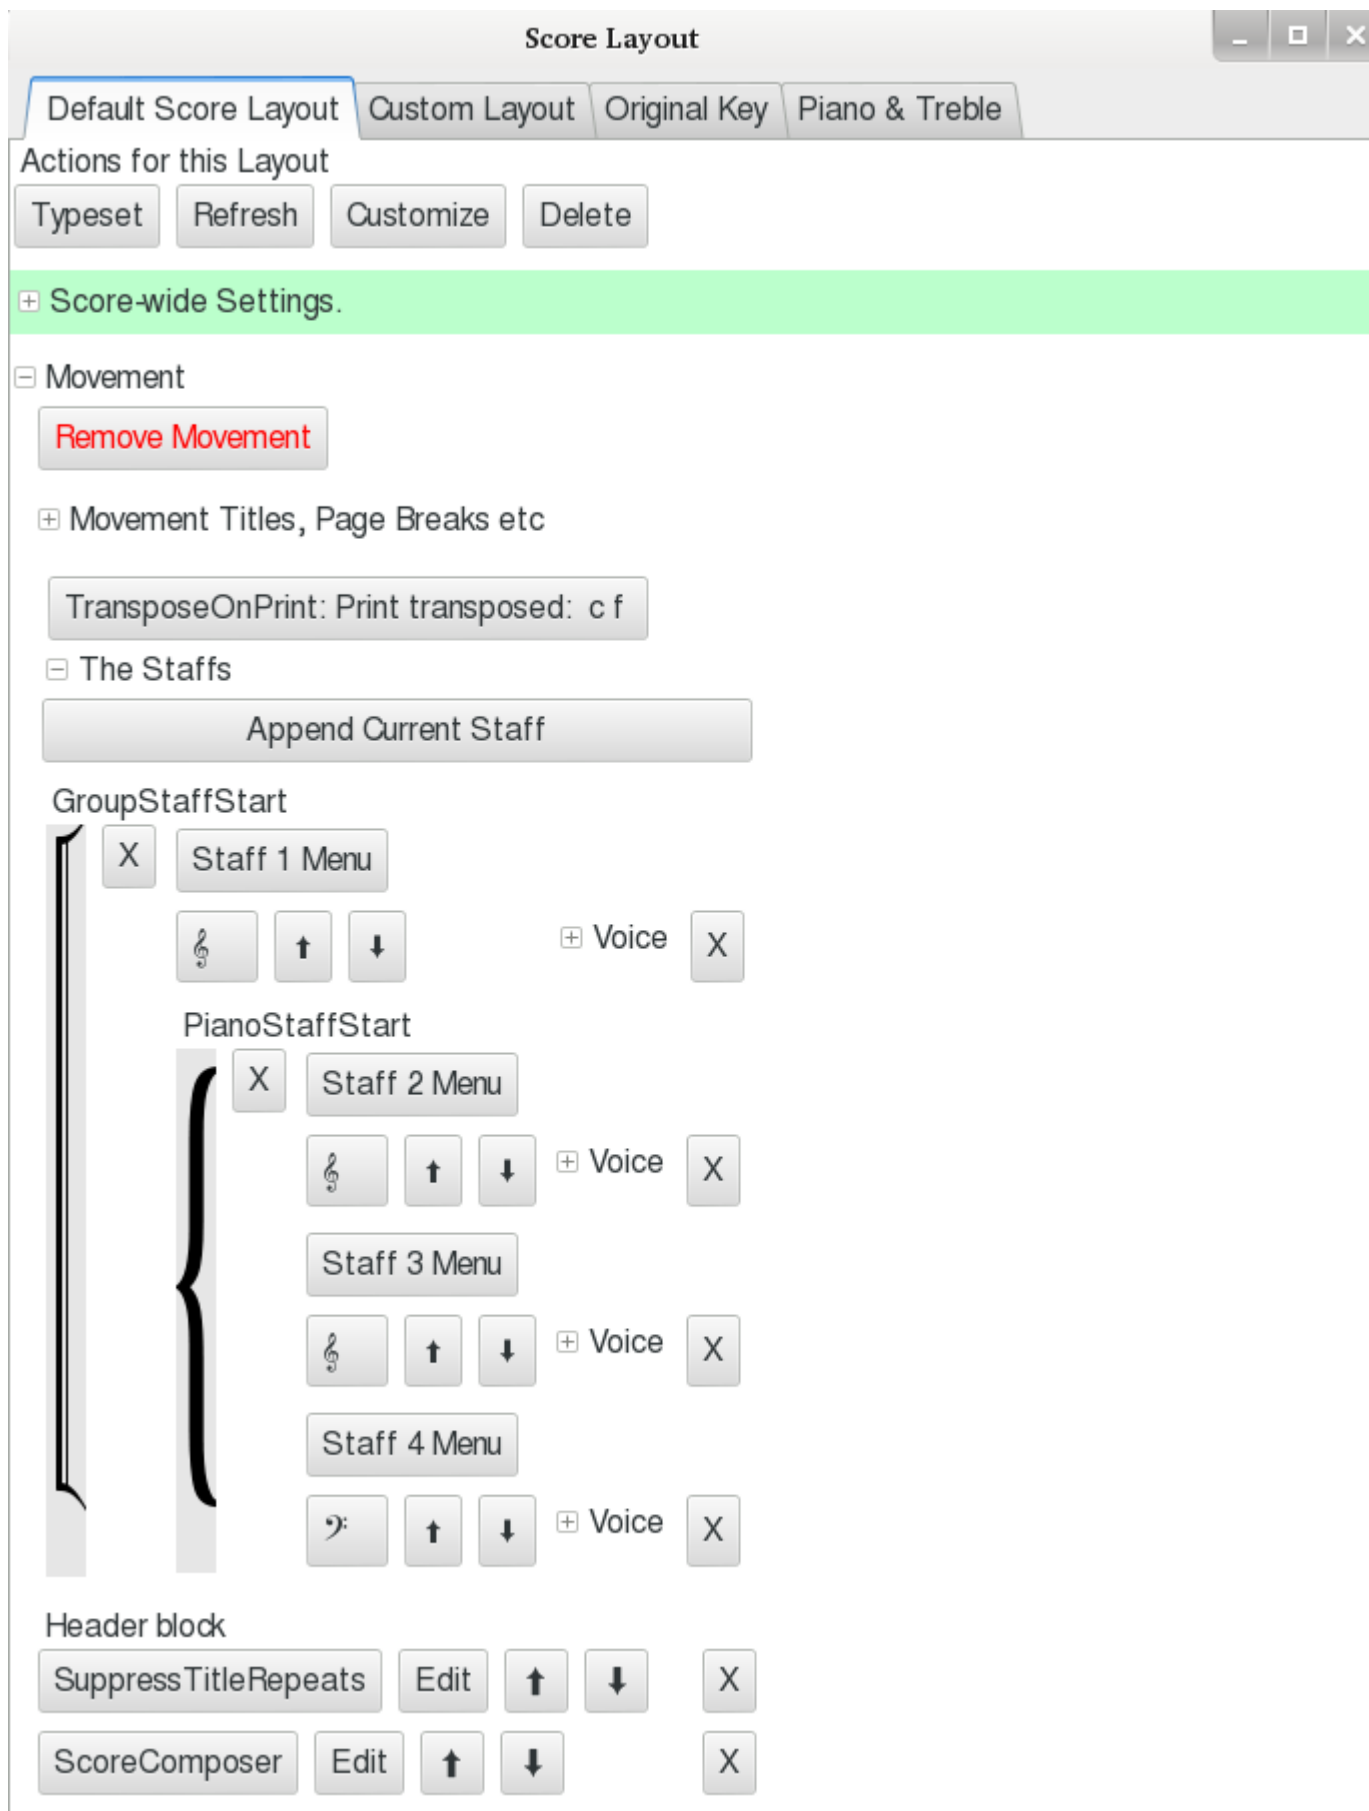 Score Layout
Default Score Layout Custom Layout Original Key Piano & Treble
Actions for this Layout
Typeset Refresh Customize Delete
Score-wide Settings.
Movement
Remove Movement
Movement Titles, Page Breaks etc
TransposeOnPrint: Print transposed: c f
The Staffs
Append Current Staff
GroupStaffStart
X Staff 1 Menu
Voice X
PianoStaffStart
X Staff 2 Menu
Voice X
Staff 3 Menu
Voice X
Staff 4 Menu
Voice X
Header block
SuppressTitleRepeats Edit X
ScoreComposer Edit X